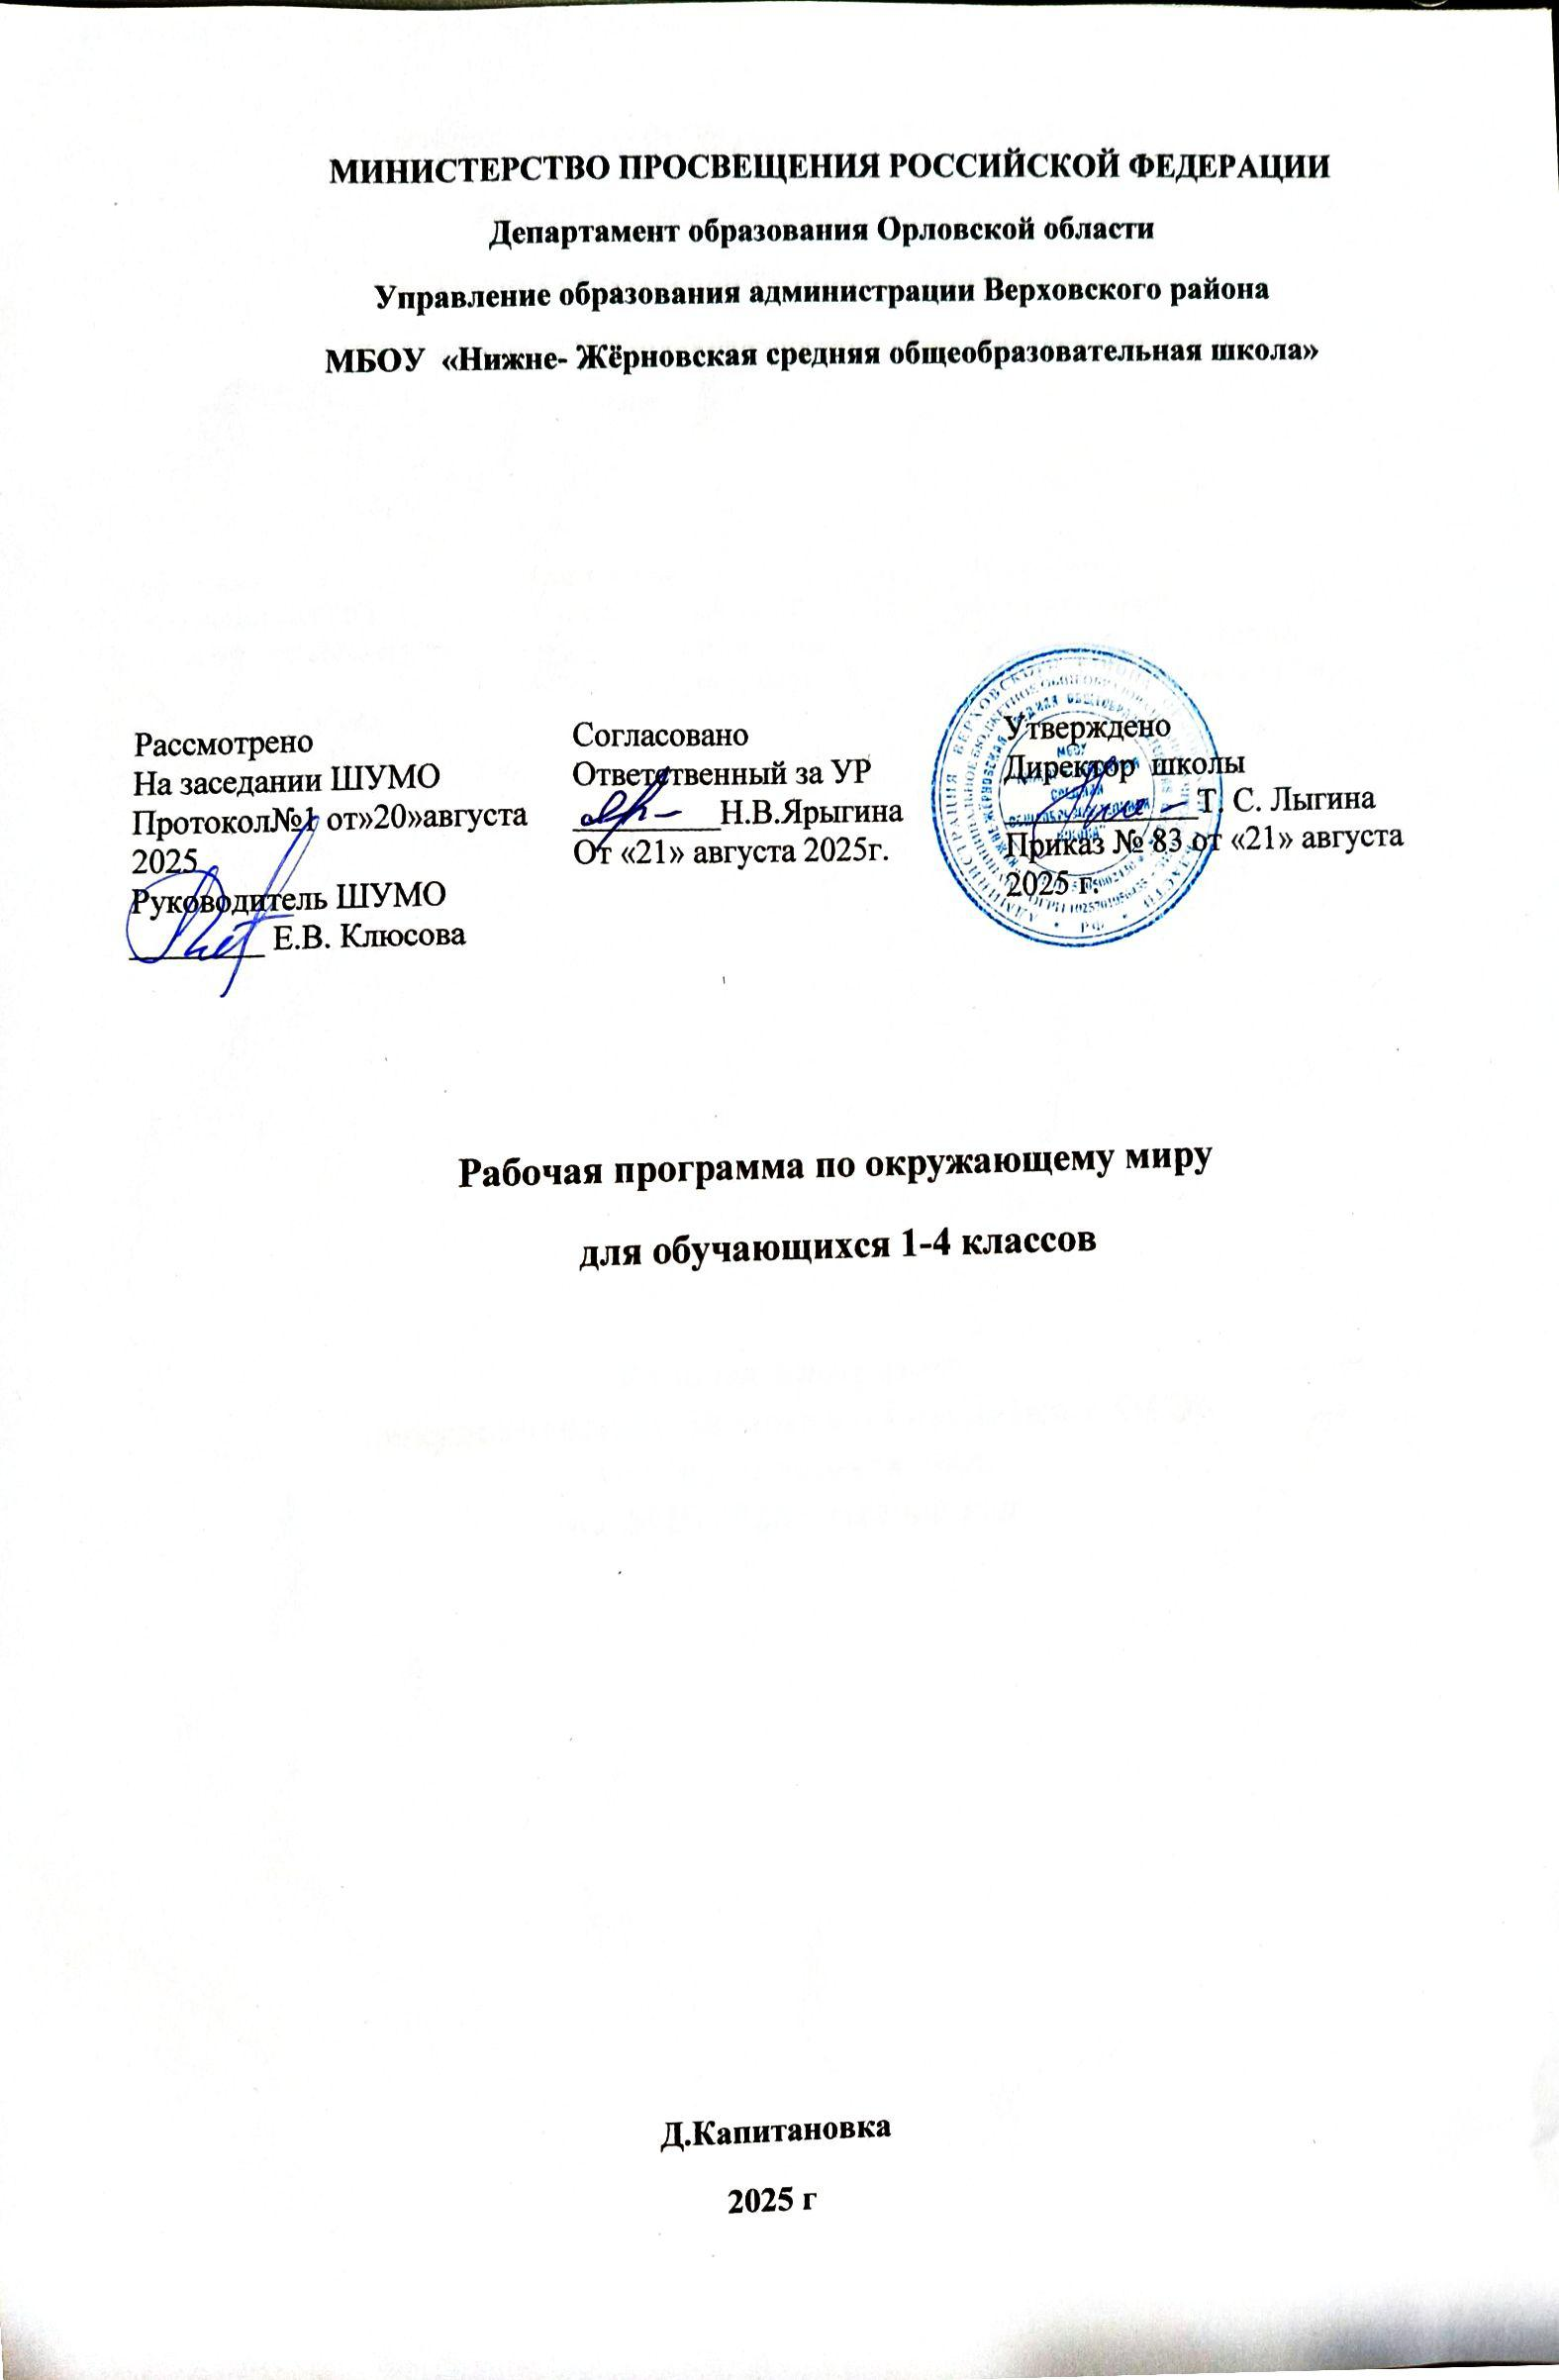 МИНИСТЕРСТВО ПРОСВЕЩЕНИЯ РОССИЙСКОЙ ФЕДЕРАЦИИ
Департамент образования Орловской области
Управление образования администрации Верховского района
МБОУ «Нижне- Жёрновская средняя общеобразовательная школа»
Рассмотрено
На заседании ШУМО
Протокол№1 от»20»августа
2025
Руководитель ШУМО
________ Е.В. Клюсова
Согласовано
Ответственный за УР
_________Н.В.Ярыгина
От «21» августа 2025г.
Утверждено
Директор школы
____________Т. С. Лыгина
Приказ № 83 от «21» августа
2025 г.
Рабочая программа по окружающему миру
для обучающихся 1-4 классов
Д.Капитановка
2025 г